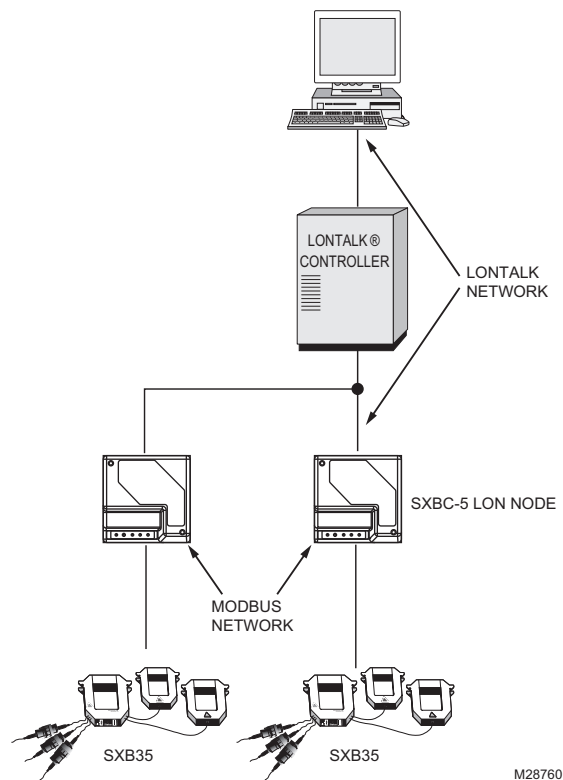 LONTALK ®
CONTROLLER
LONTALK
NETWORK
SXBC-5 LON NODE
MODBUS
NETWORK
SXB35
SXB35
M28760